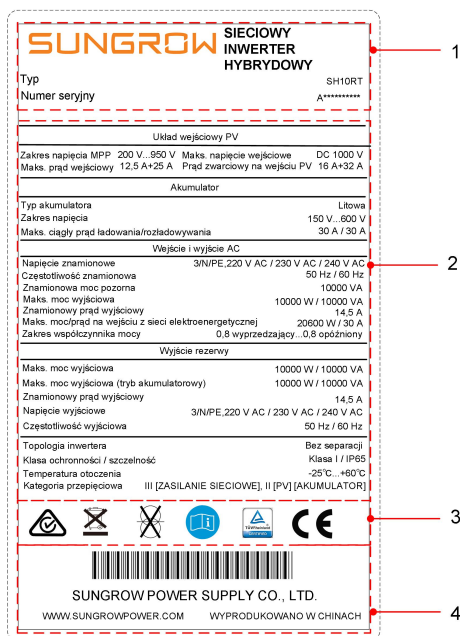 SUNGROW
SIECIOWY
INWERTER
HYBRYDOWY
1
Typ SH10RT
Numer seryjny A**********
Układ wejściowy PV
Zakres napięcia MPP 200 V...950 V Maks. napięcie wejściowe DC 1000 V
Maks. prąd wejściowy 12,5 A+25 A Prąd zwarciowy na wejściu PV 16 A+32 A
Akumulator
Typ akumulatora Litowa
Zakres napięcia 150 V...600 V
Maks. ciągły prąd ładowania/rozładowywania 30 A / 30 A
Wejście i wyjście AC
Napięcie znamionowe 3/N/PE,220 V AC / 230 V AC / 240 V AC
2
Częstotliwość znamionowa 50 Hz / 60 Hz
Znamionowa moc pozorna 10000 VA
Maks. moc wyjściowa 10000 W / 10000 VA
Znamionowy prąd wyjściowy 14,5 A
Maks. moc/prąd na wejściu z sieci elektroenergetycznej 20600 W / 30 A
Zakres współczynnika mocy 0,8 wyprzedzający...0,8 opóźniony
Wyjście rezerwy
Maks. moc wyjściowa 10000 W / 10000 VA
Maks. moc wyjściowa (tryb akumulatorowy) 10000 W / 10000 VA
Znamionowy prąd wyjściowy 14,5 A
Napięcie wyjściowe 3/N/PE,220 V AC / 230 V AC / 240 V AC
Częstotliwość wyjściowa 50 Hz / 60 Hz
Topologia inwertera Bez separacji
Klasa ochronności / szczelność Klasa I / IP65
Temperatura otoczenia -25℃...+60℃
Kategoria przepięciowa III [ZASILANIE SIECIOWE], II [PV] [AKUMULATOR]
TÜVRheinland
CE
3
SUNGROW POWER SUPPLY CO., LTD.
WWW.SUNGROWPOWER.COM WYPRODUKOWANO W CHINACH
4